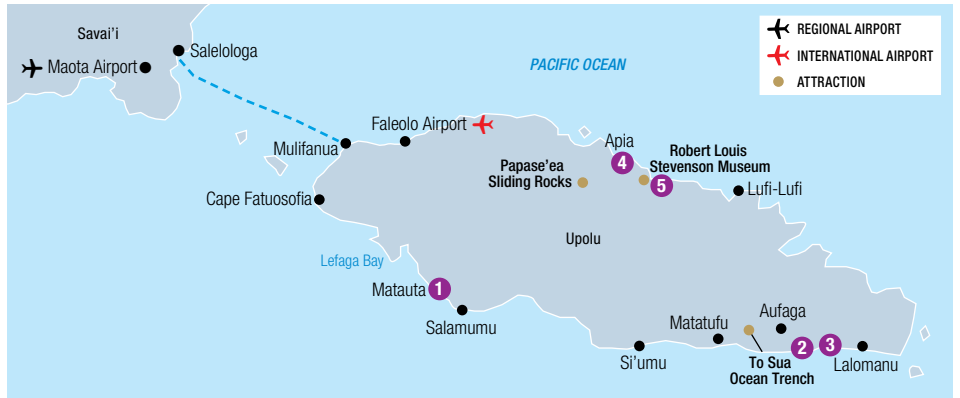 Savai'i
Salelologa
Maota Airport
PACIFIC OCEAN
REGIONAL AIRPORT
INTERNATIONAL AIRPORT
ATTRACTION
Mulifanua
Faleolo Airport
Apia
4
Robert Louis
Stevenson Museum
5
Papase'ea
Sliding Rocks
Lufi-Lufi
Cape Fatuosofia
Upolu
Lefaga Bay
Matauta
1
Salamumu
Si'umu
Matatufu
Aufaga
To Sua
Ocean Trench
2
3
Lalomanu